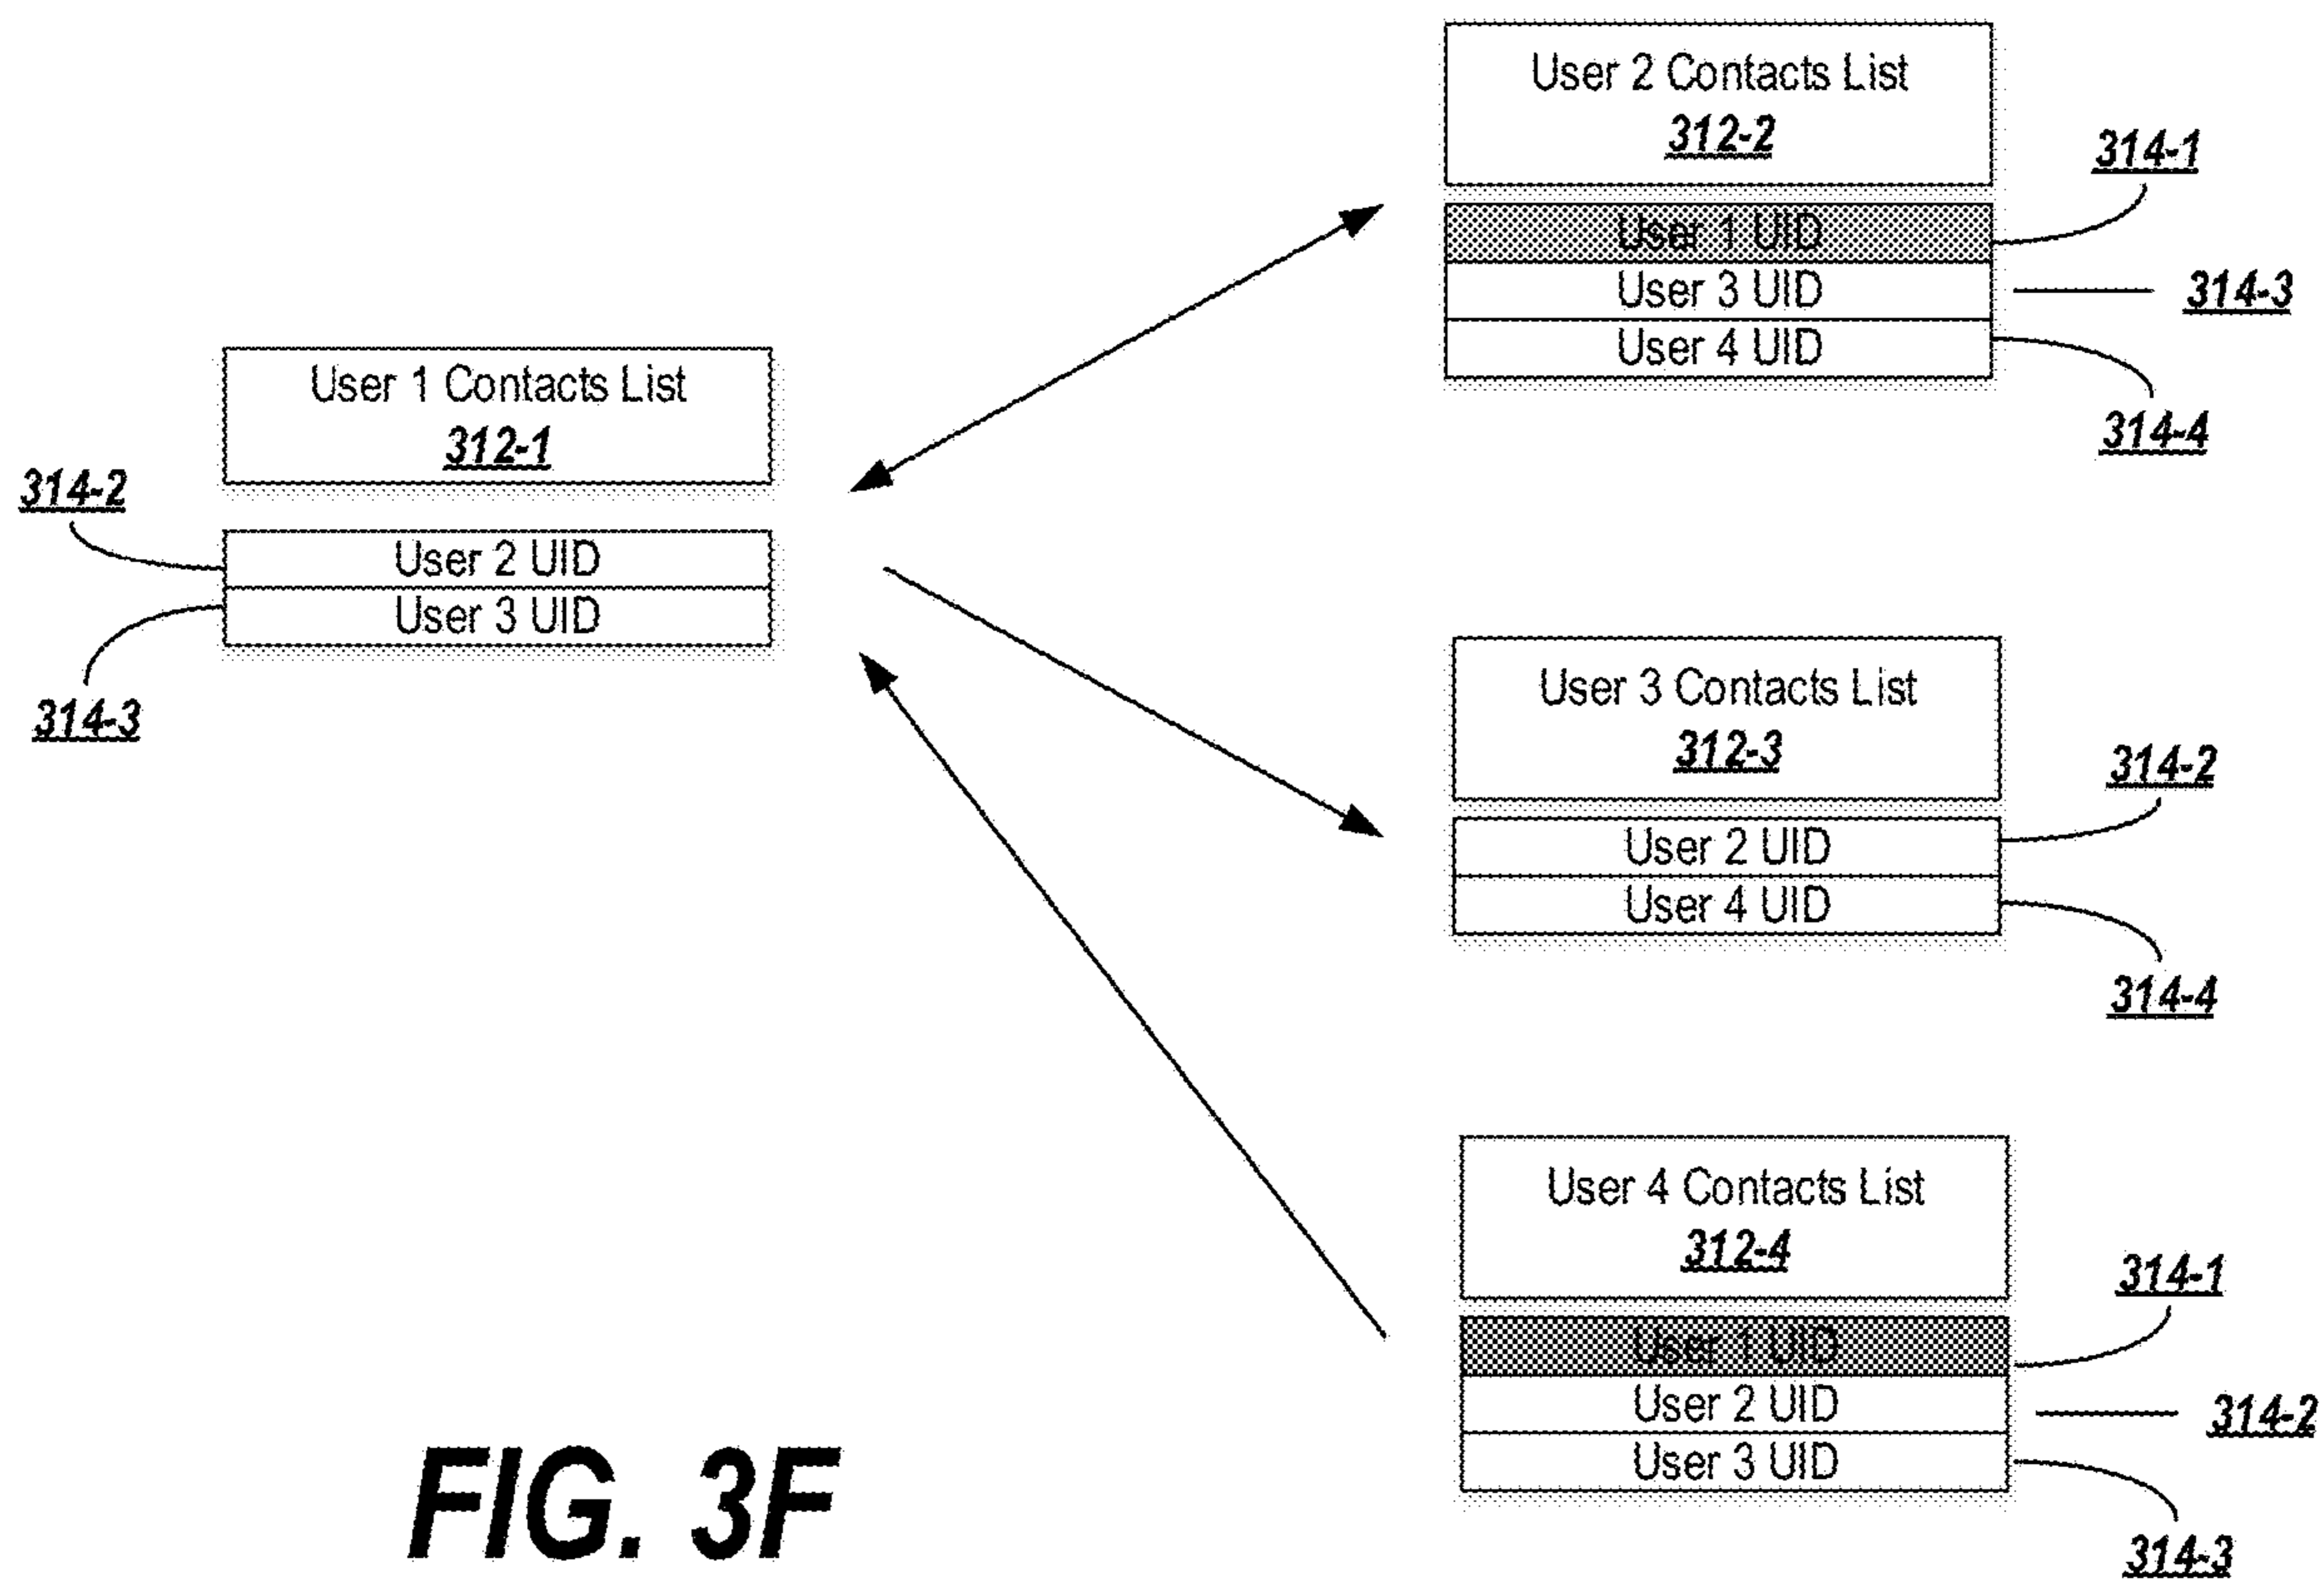 User 2 Contacts List
312-2
314-1
User 1 UID
User 3 UID
314-3
User 4 UID
314-4
User 1 Contacts List
312-1
314-2
User 2 UID
User 3 UID
314-3
User 3 Contacts List
312-3
314-2
User 2 UID
User 4 UID
314-4
User 4 Contacts List
312-4
314-1
User 1 UID
User 2 UID
314-2
User 3 UID
314-3
FIG. 3F